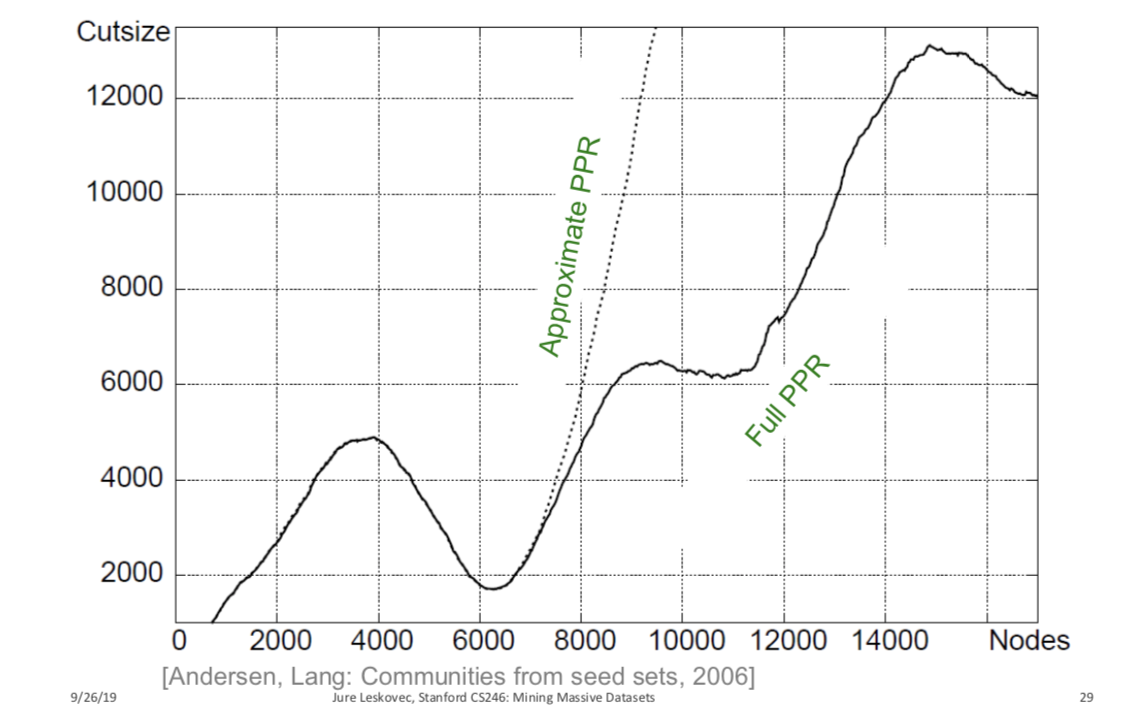 Cutsize
12000
10000
8000
6000
4000
2000
Approximate PPR
Full PPR
0 2000 4000 6000 8000 10000 12000 14000 Nodes
[Andersen, Lang: Communities from seed sets, 2006]
9/26/19 Jure Leskovec, Stanford CS246: Mining Massive Datasets 29